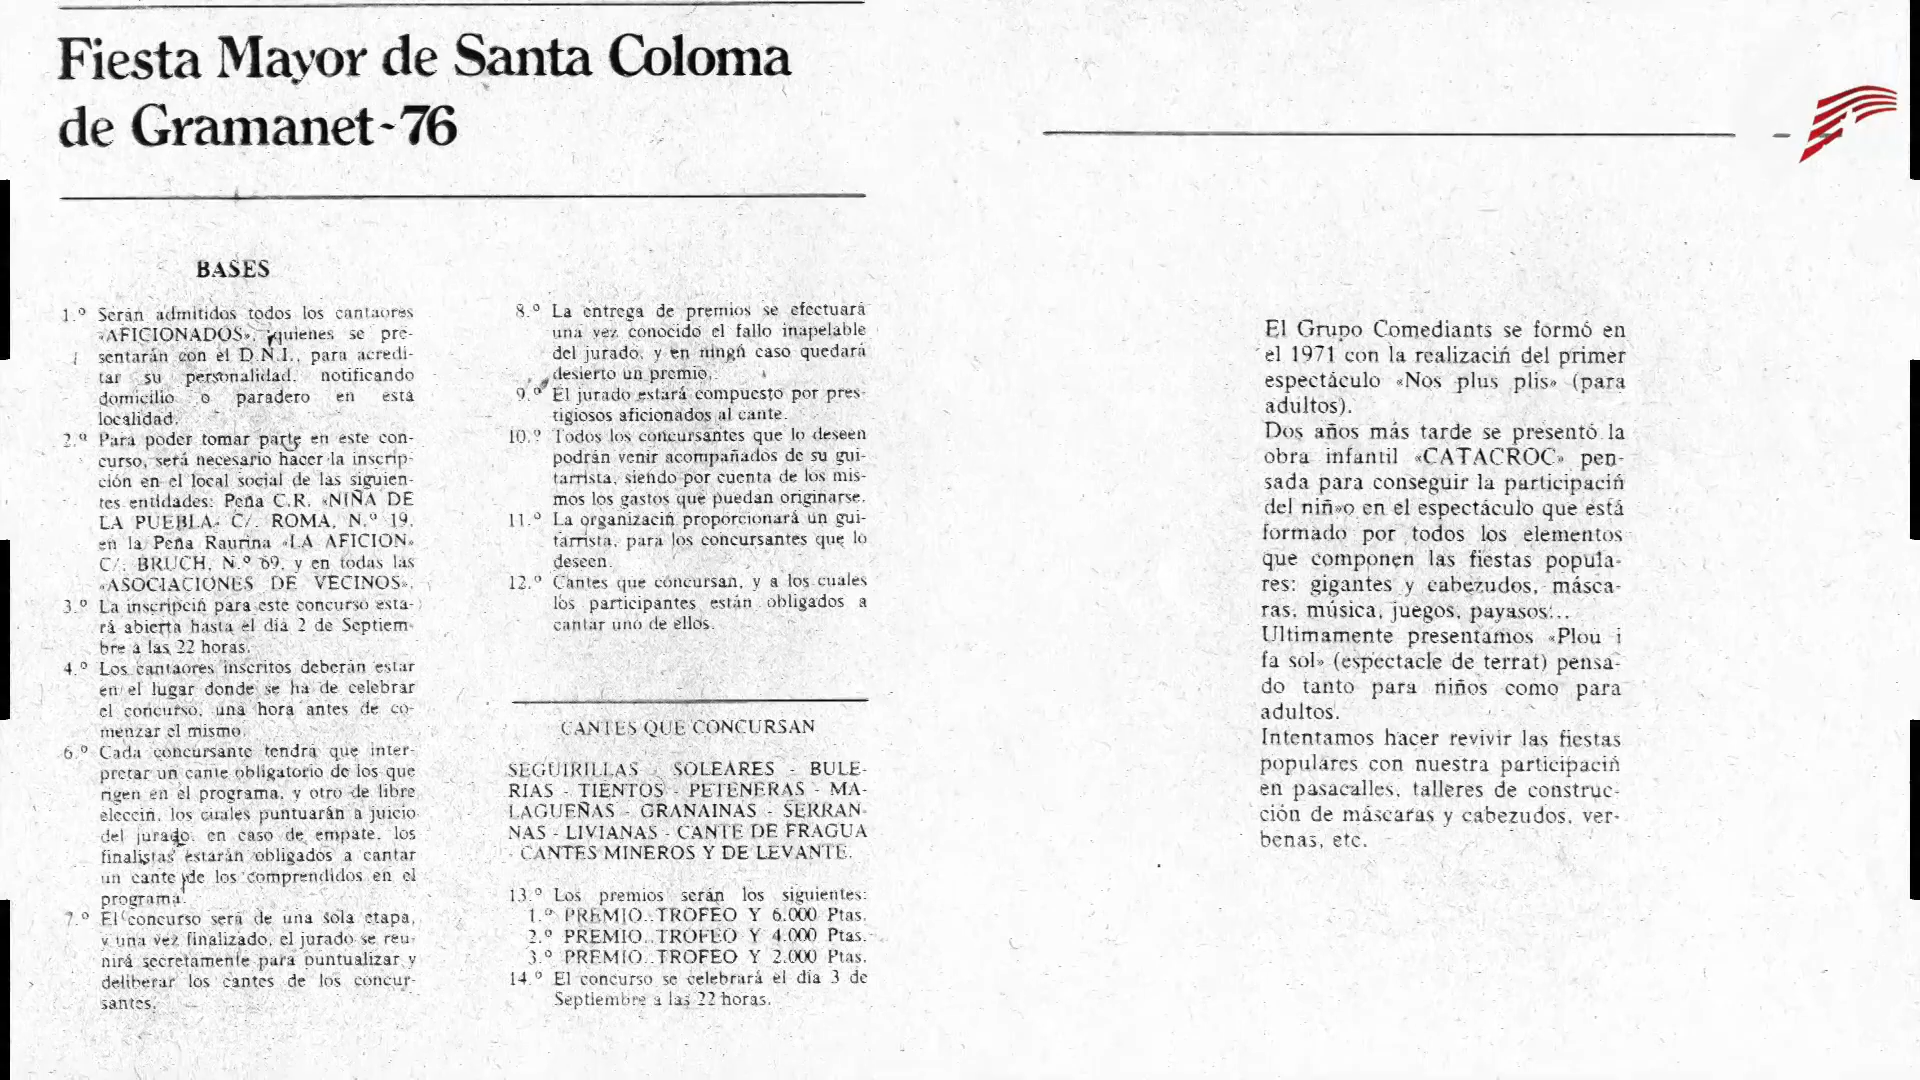 Fiesta Mayor de Santa Coloma
de Gramanet-76
BASES
1.º Serán admitidos todos los cantaores
«AFICIONADOS», quienes se pre-
sentarán con el D.N.I., para acredi-
tar su personalidad, notificando
domicilio o paradero en esta
localidad.
2.º Para poder tomar parte en este con-
curso, será necesario hacer la inscrip-
ción en el local social de las siguien-
tes entidades: Peña C.R. «NIÑA DE
LA PUEBLA» C/. ROMA, N.º 19,
en la Peña Raurina «LA AFICION»
C/. BRUCH, N.º 69, y en todas las
«ASOCIACIONES DE VECINOS».
3.º La inscripciń para este concurso esta-
rá abierta hasta el día 2 de Septiem-
bre a las 22 horas.
4.º Los cantaores inscritos deberán estar
en el lugar donde se ha de celebrar
el concurso, una hora antes de co-
menzar el mismo.
6.º Cada concursante tendrá que inter-
pretar un cante obligatorio de los que
rigen en el programa, y otro de libre
elecciń, los cuales puntuarán a juicio
del jurado, en caso de empate, los
finalistas estarán obligados a cantar
un cante de los comprendidos en el
programa.
7.º El concurso será de una sola etapa,
y una vez finalizado, el jurado se reu-
nirá secretamente para puntualizar y
deliberar los cantes de los concur-
santes.
8.º La entrega de premios se efectuará
una vez conocido el fallo inapelable
del jurado, y en ningń caso quedará
desierto un premio.
9.º El jurado estará compuesto por pres-
tigiosos aficionados al cante.
10.º Todos los concursantes que lo deseen
podrán venir acompañados de su gui-
tarrista, siendo por cuenta de los mis-
mos los gastos que puedan originarse.
11.º La organizaciń proporcionará un gui-
tarrista, para los concursantes que lo
deseen.
12.º Cantes que concursan, y a los cuales
los participantes están obligados a
cantar uno de ellos.
CANTES QUE CONCURSAN
SEGUIRILLAS - SOLEARES - BULE-
RIAS - TIENTOS - PETENERAS - MA-
LAGUEÑAS - GRANAINAS - SERRAN-
NAS - LIVIANAS - CANTE DE FRAGUA
- CANTES MINEROS Y DE LEVANTE.
13.º Los premios serán los siguientes:
1.º PREMIO..TROFEO Y 6.000 Ptas.
2.º PREMIO..TROFEO Y 4.000 Ptas.
3.º PREMIO..TROFEO Y 2.000 Ptas.
14.º El concurso se celebrará el día 3 de
Septiembre a las 22 horas.
El Grupo Comediants se formó en
el 1971 con la realizaciń del primer
espectáculo «Nos plus plis» (para
adultos).
Dos años más tarde se presentó la
obra infantil «CATACROC» pen-
sada para conseguir la participaciń
del niñ»o en el espectáculo que está
formado por todos los elementos
que componen las fiestas popula-
res: gigantes y cabezudos, másca-
ras, música, juegos, payasos...
Ultimamente presentamos «Plou i
fa sol» (espectacle de terrat) pensa-
do tanto para niños como para
adultos.
Intentamos hacer revivir las fiestas
populares con nuestra participaciń
en pasacalles, talleres de construc-
ción de máscaras y cabezudos, ver-
benas, etc.